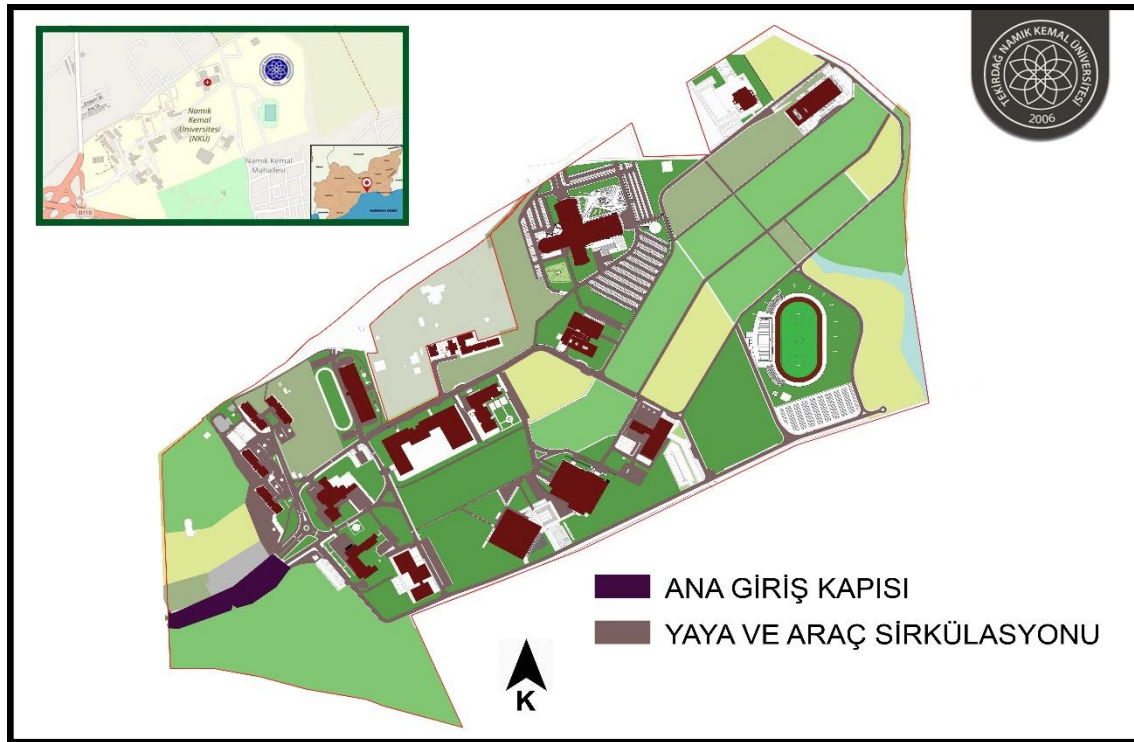 TEKİRDAĞ NAMIK KEMAL ÜNİVERSİTESİ
2006
Namık
Kemal
Üniversitesi
(NKÜ)
Namık Kemal
Mahallesi
D110
ANA GİRİŞ KAPISI
YAYA VE ARAÇ SİRKÜLASYONU
K